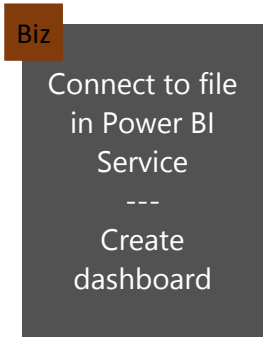 Biz
Connect to file
in Power BI
Service
---
Create
dashboard